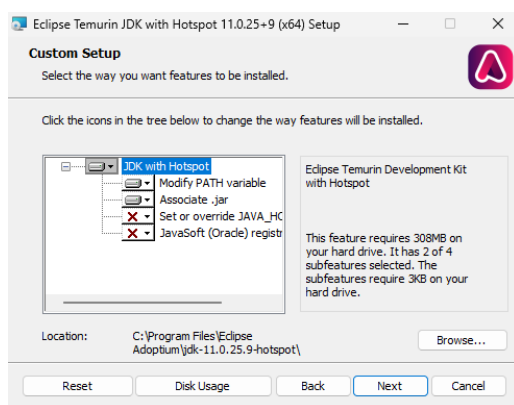 Eclipse Temurin JDK with Hotspot 11.0.25+9 (x64) Setup
Custom Setup
Select the way you want features to be installed.
Click the icons in the tree below to change the way features will be installed.
JDK with Hotspot
Modify PATH variable
Associate .jar
Set or override JAVA_HC
JavaSoft (Oracle) registr
Eclipse Temurin Development Kit
with Hotspot
This feature requires 308MB on
your hard drive. It has 2 of 4
subfeatures selected. The
subfeatures require 3KB on your
hard drive.
Location:
C:\Program Files\Eclipse
Adoptium\jdk-11.0.25.9-hotspot\
Browse...
Reset
Disk Usage
Back
Next
Cancel